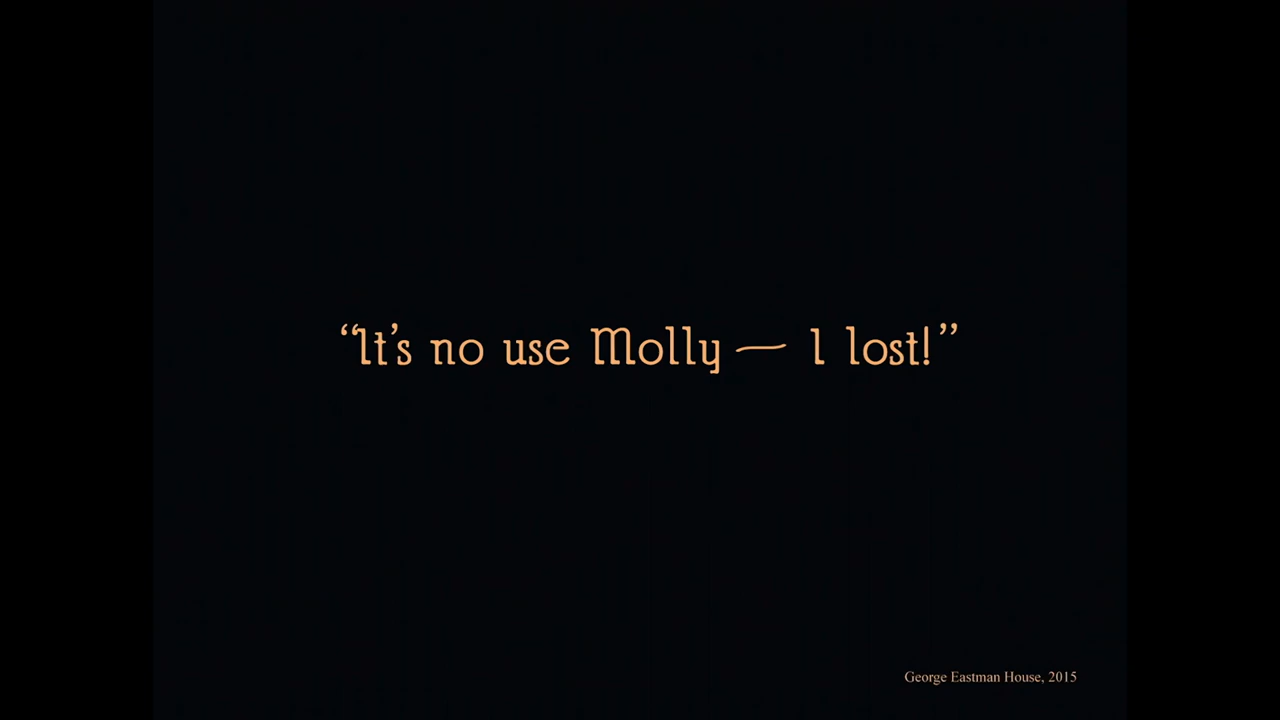 “It’s no use Molly — I lost!”
George Eastman House, 2015